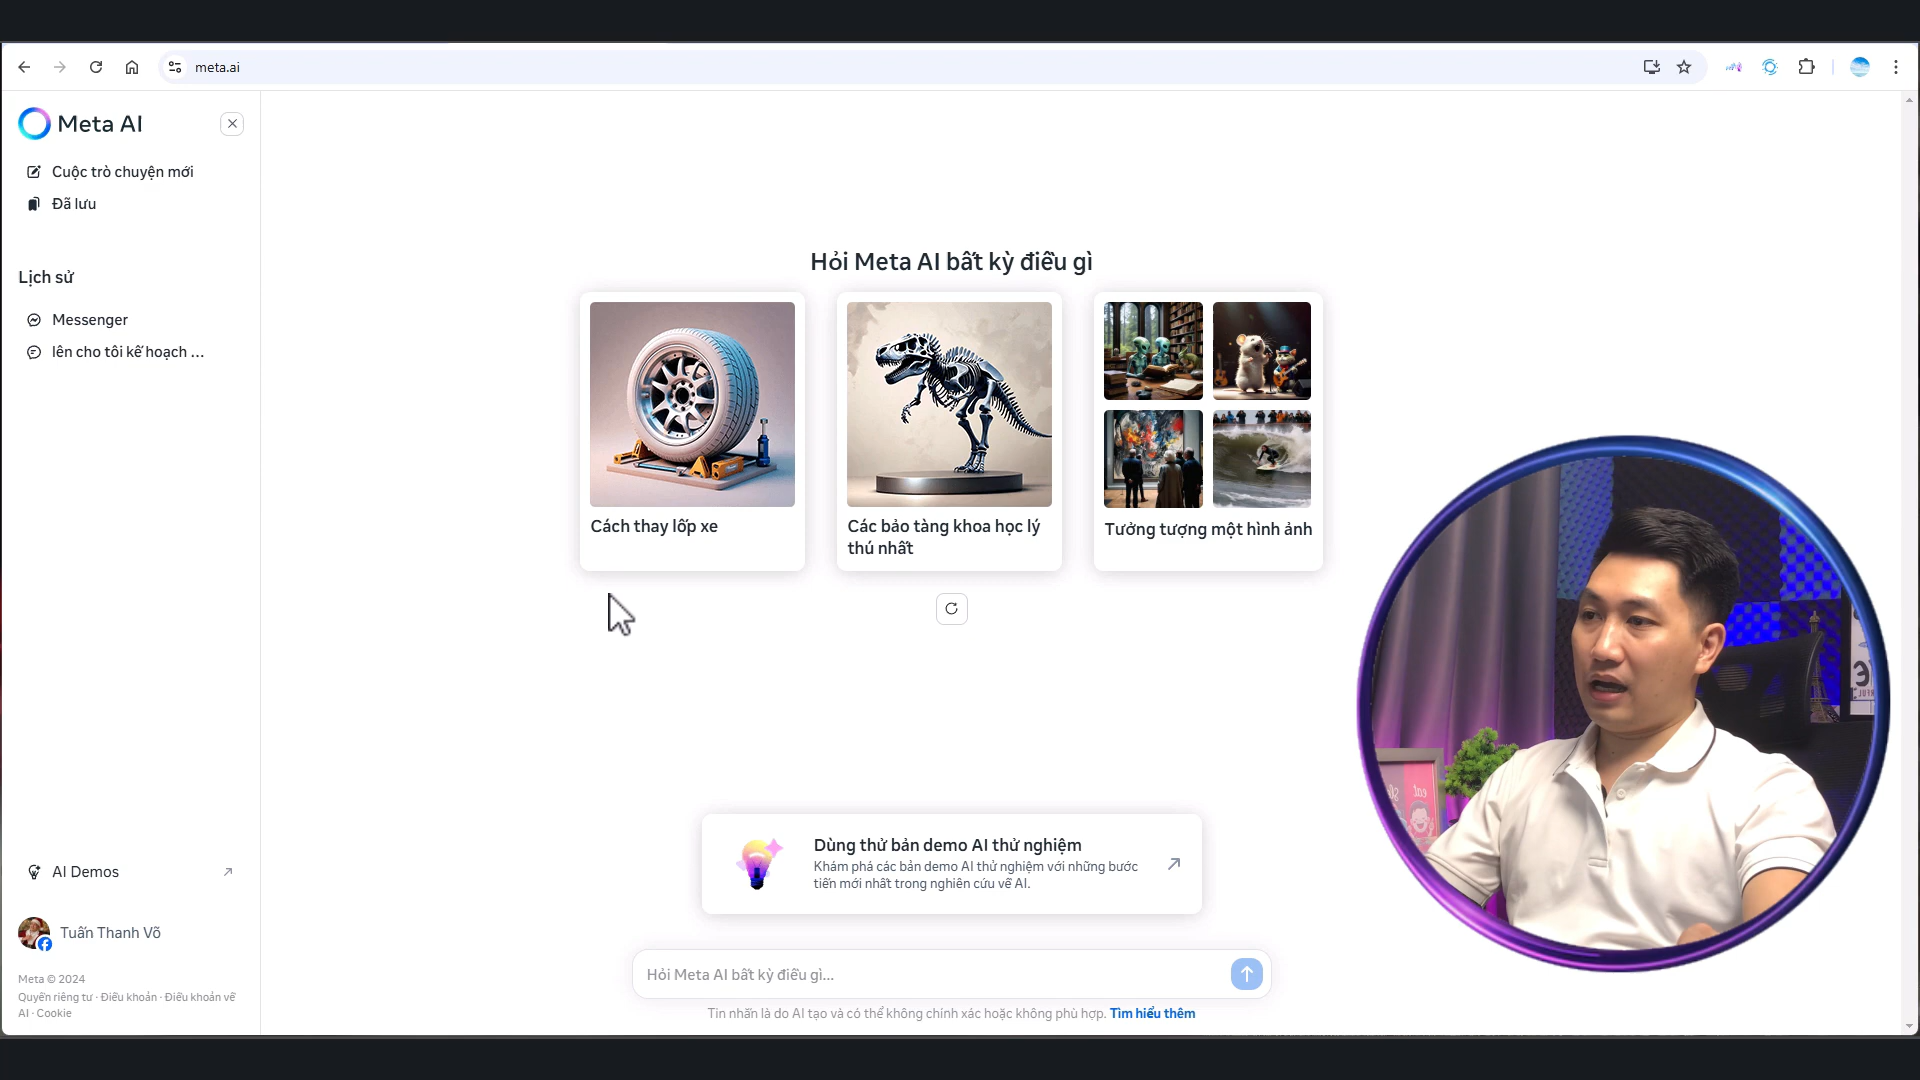 meta.ai
Meta AI
Cuộc trò chuyện mới
Đã lưu
Lịch sử
Messenger
lên cho tôi kế hoạch ...
AI Demos
Tuấn Thanh Võ
Meta © 2024
Quyền riêng tư · Điều khoản · Điều khoản về
AI · Cookie
Hỏi Meta AI bất kỳ điều gì
Cách thay lốp xe
Các bảo tàng khoa học lý
thú nhất
Tưởng tượng một hình ảnh
Dùng thử bản demo AI thử nghiệm
Khám phá các bản demo AI thử nghiệm với những bước
tiến mới nhất trong nghiên cứu về AI.
Hỏi Meta AI bất kỳ điều gì...
Tin nhắn là do AI tạo và có thể không chính xác hoặc không phù hợp. Tìm hiểu thêm
eat